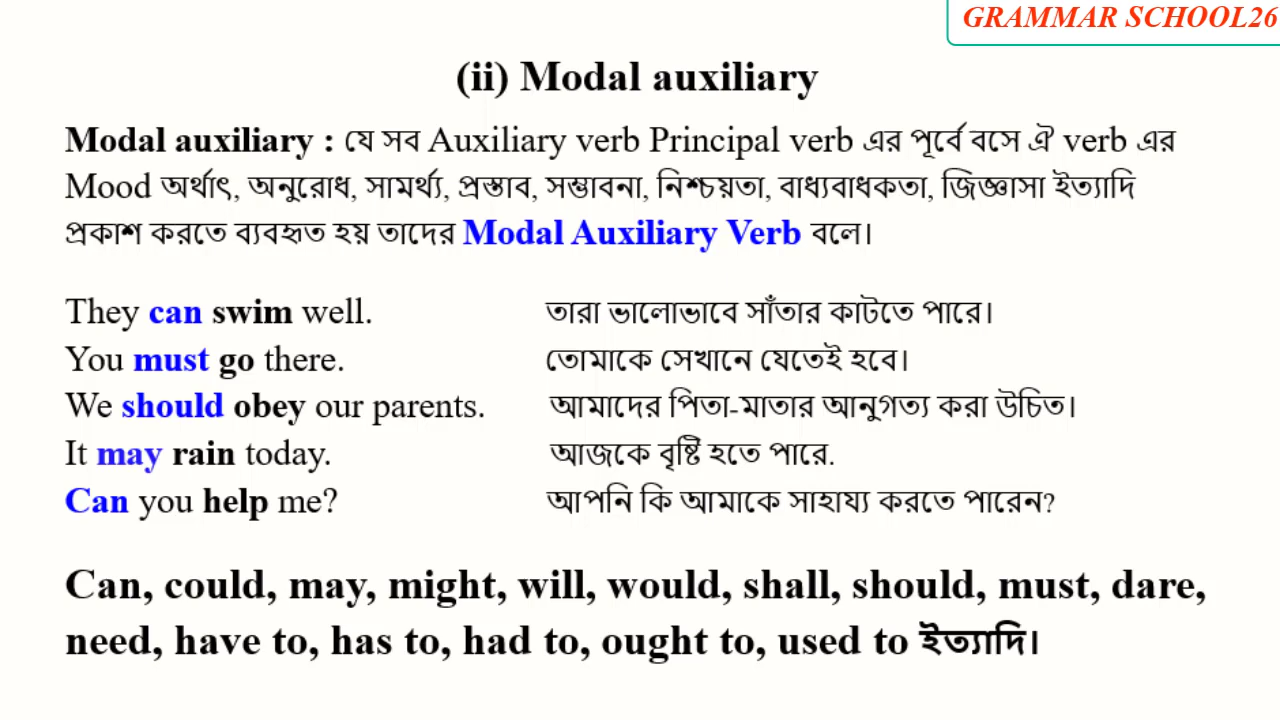 GRAMMAR SCHOOL26
(ii) Modal auxiliary
Modal auxiliary : যে সব Auxiliary verb Principal verb এর পূর্বে বসে ঐ verb এর
Mood অর্থাৎ, অনুরোধ, সামর্থ্য, প্রস্তাব, সম্ভাবনা, নিশ্চয়তা, বাধ্যবাধকতা, জিজ্ঞাসা ইত্যাদি
প্রকাশ করতে ব্যবহৃত হয় তাদের Modal Auxiliary Verb বলে।
They can swim well. তারা ভালোভাবে সাঁতার কাটতে পারে।
You must go there. তোমাকে সেখানে যেতেই হবে।
We should obey our parents. আমাদের পিতা-মাতার আনুগত্য করা উচিত।
It may rain today. আজকে বৃষ্টি হতে পারে.
Can you help me? আপনি কি আমাকে সাহায্য করতে পারেন?
Can, could, may, might, will, would, shall, should, must, dare,
need, have to, has to, had to, ought to, used to ইত্যাদি।